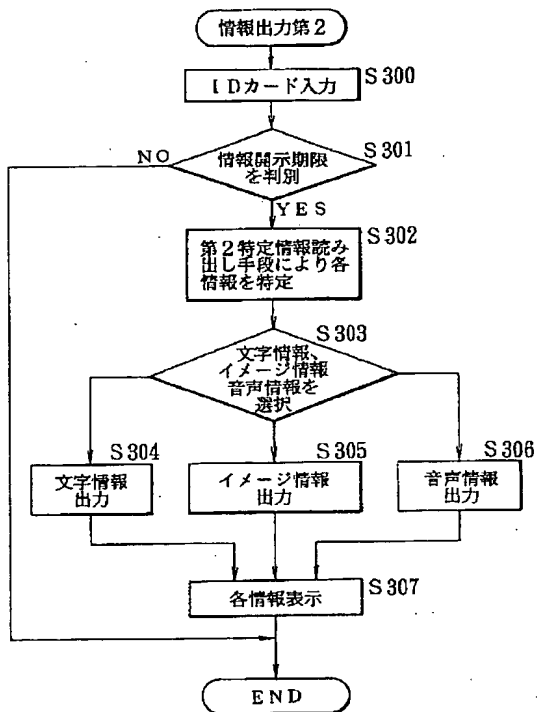 情報出力第2
IDカード入力
S300
情報開示期限
を判別
S301
NO
YES
第2特定情報読み
出し手段により各
情報を特定
S302
文字情報、
イメージ情報
音声情報を
選択
S303
文字情報
出力
S304
イメージ情報
出力
S305
音声情報
出力
S306
各情報表示
S307
END